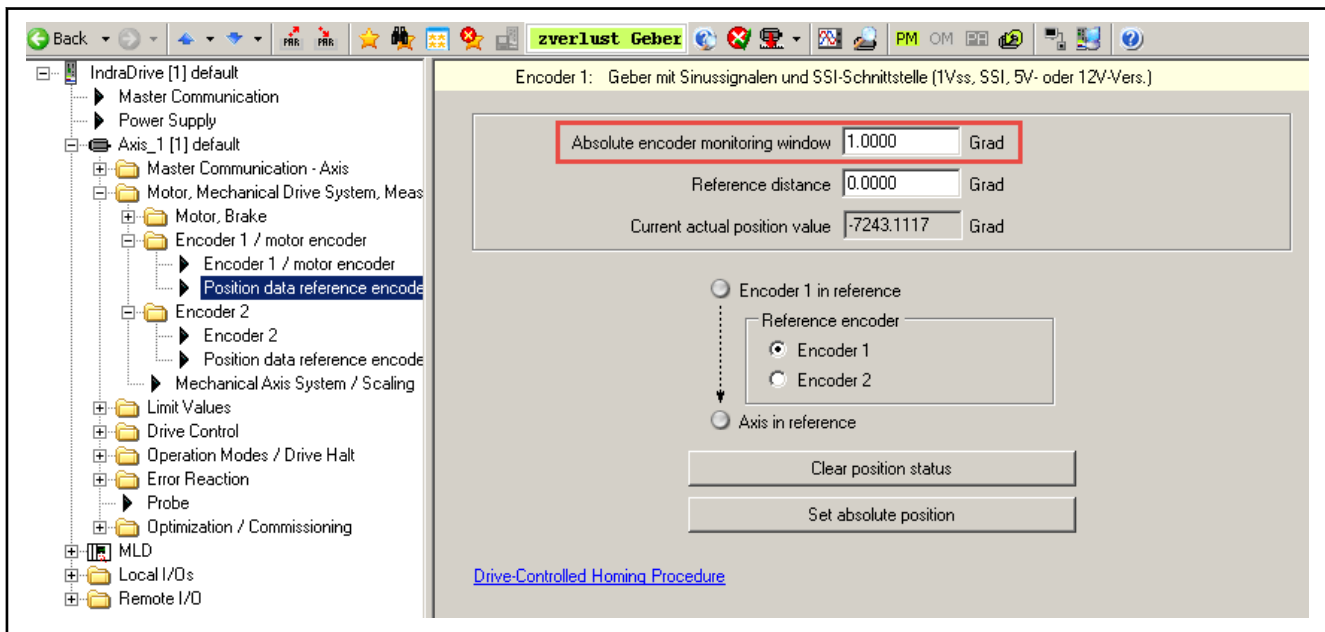 Back
PAR PAR
zverlust Geber
PM OM
IndraDrive [1] default
Master Communication
Power Supply
Axis_1 [1] default
Master Communication - Axis
Motor, Mechanical Drive System, Meas
Motor, Brake
Encoder 1 / motor encoder
Encoder 1 / motor encoder
Position data reference encode
Encoder 2
Encoder 2
Position data reference encode
Mechanical Axis System / Scaling
Limit Values
Drive Control
Operation Modes / Drive Halt
Error Reaction
Probe
Optimization / Commissioning
MLD
Local I/Os
Remote I/O
Encoder 1: Geber mit Sinussignalen und SSI-Schnittstelle (1Vss, SSI, 5V- oder 12V-Vers.)
Absolute encoder monitoring window 1.0000 Grad
Reference distance 0.0000 Grad
Current actual position value -7243.1117 Grad
Encoder 1 in reference
Reference encoder
Encoder 1
Encoder 2
Axis in reference
Clear position status
Set absolute position
Drive-Controlled Homing Procedure